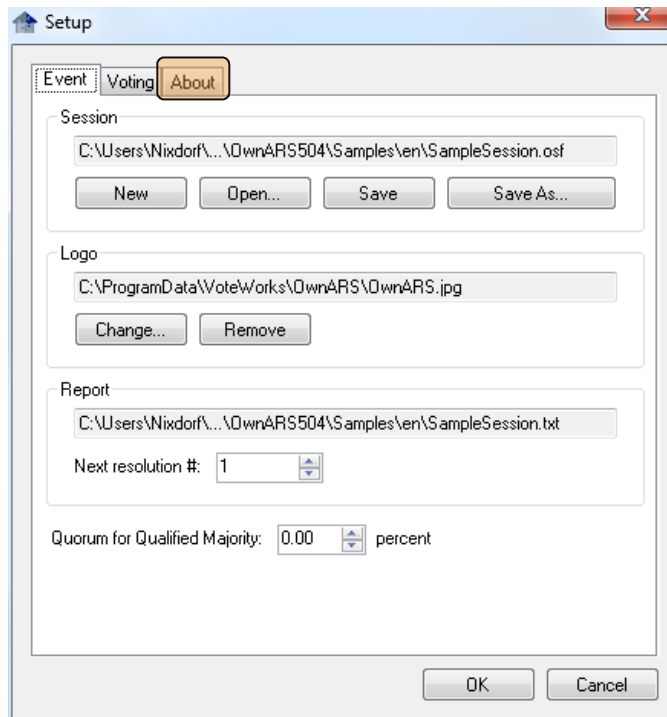 Setup
Event Voting About
Session
C:\Users\Nixdorf\...\OwnARS504\Samples\en\SampleSession.osf
New Open... Save Save As...
Logo
C:\ProgramData\VoteWorks\OwnARS\OwnARS.jpg
Change... Remove
Report
C:\Users\Nixdorf\...\OwnARS504\Samples\en\SampleSession.txt
Next resolution #: 1
Quorum for Qualified Majority: 0.00 percent
OK Cancel